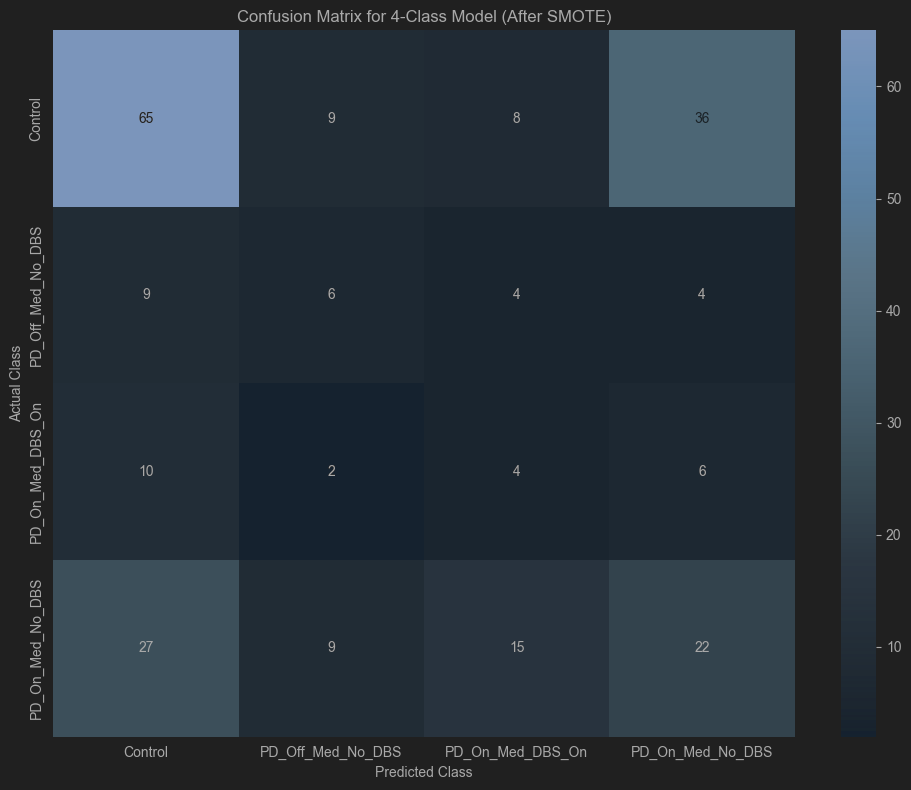 Confusion Matrix for 4-Class Model (After SMOTE)
Actual Class
Control
65 9 8 36
PD_Off_Med_No_DBS
9 6 4 4
PD_On_Med_DBS_On
10 2 4 6
PD_On_Med_No_DBS
27 9 15 22
Control PD_Off_Med_No_DBS PD_On_Med_DBS_On PD_On_Med_No_DBS
Predicted Class
60
50
40
30
20
10